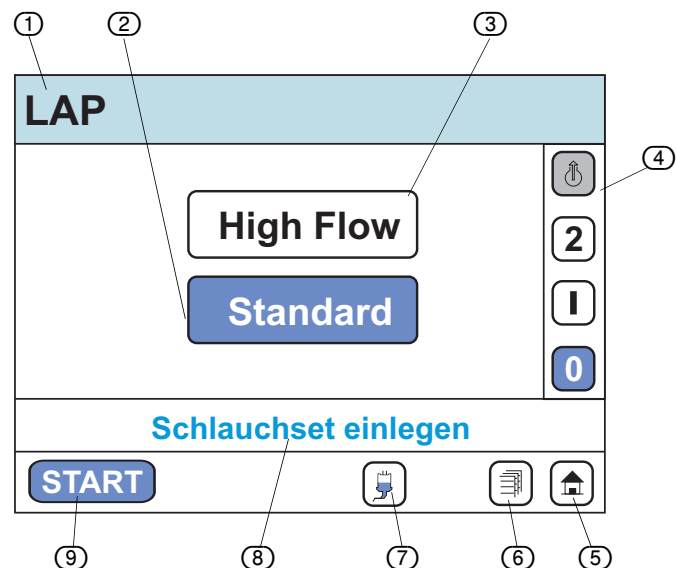 1 2 3
LAP
4
High Flow
2
Standard
I
0
Schlauchset einlegen
START
9 8 7 6 5